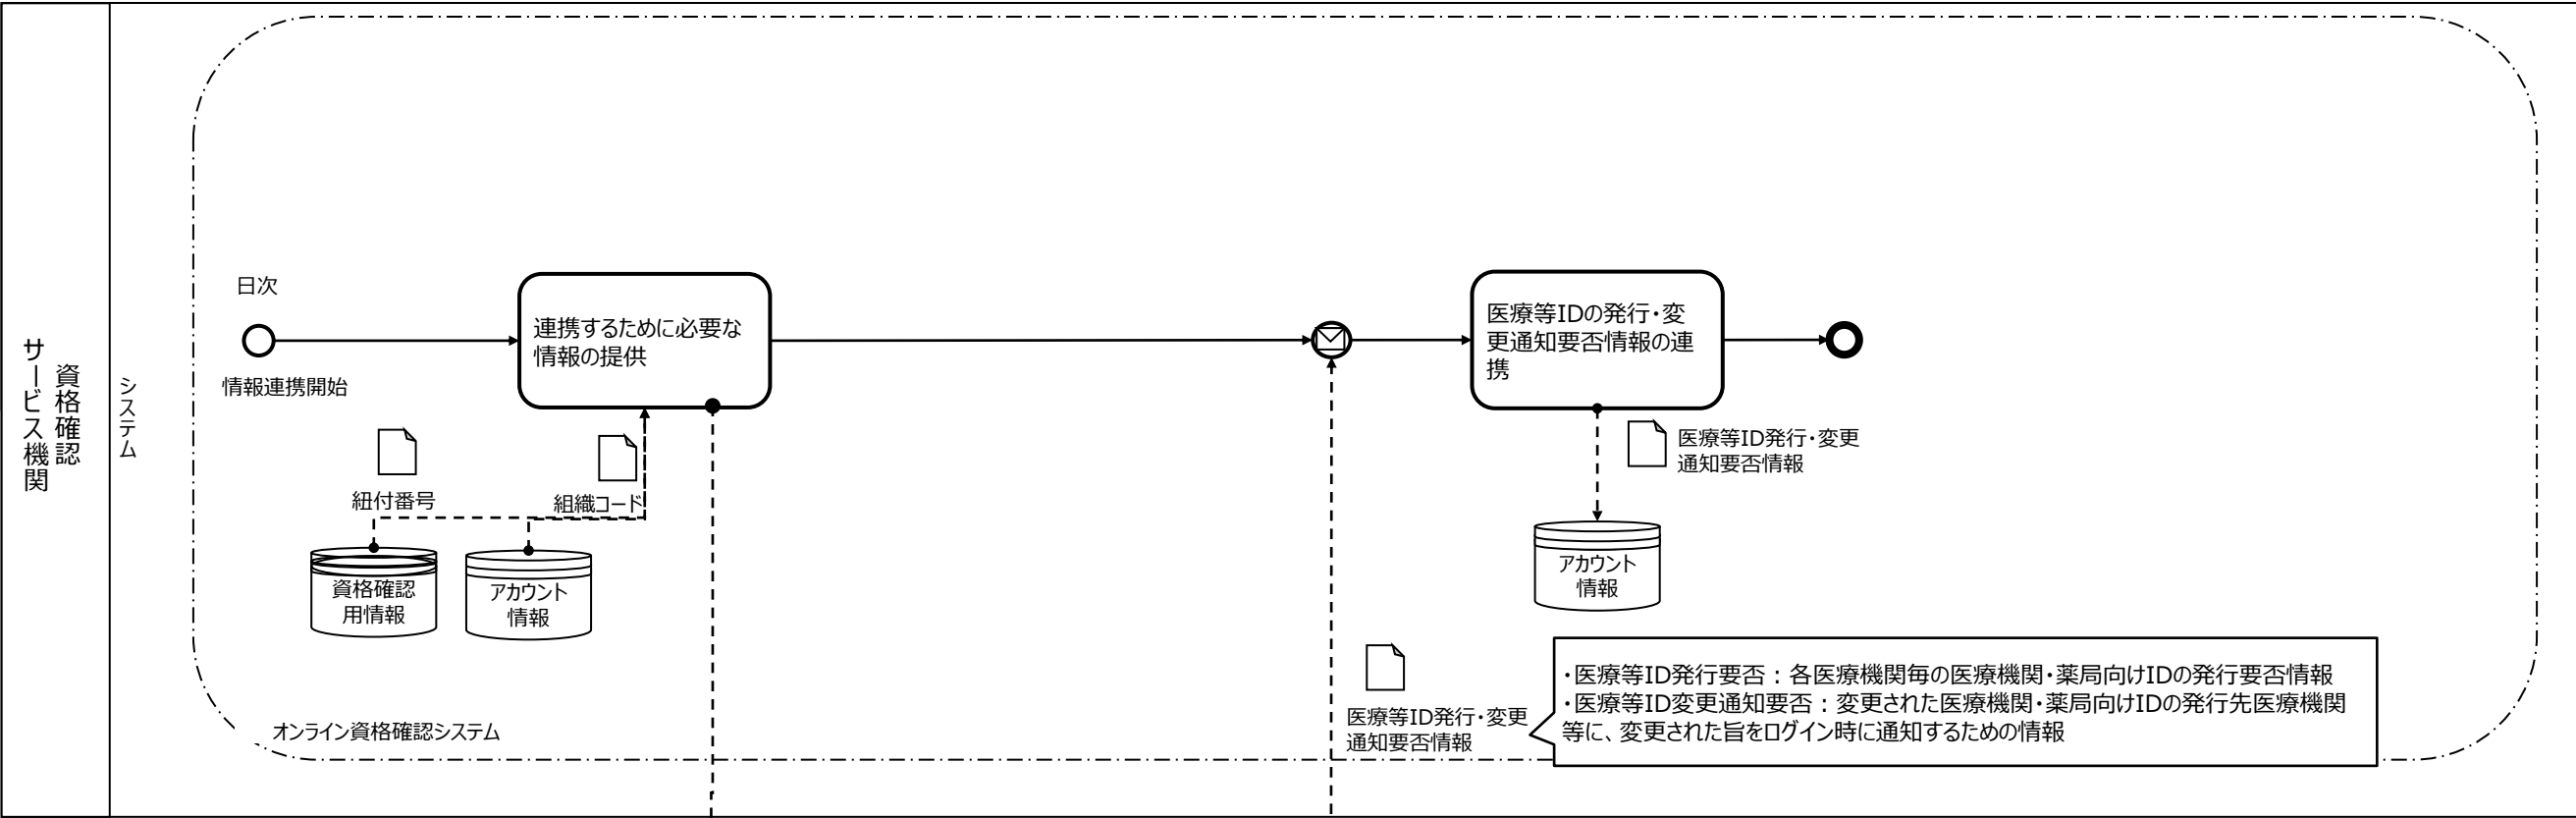 資格確認
サービス機関
システム
日次
情報連携開始
連携するために必要な
情報の提供
紐付番号
組織コード
資格確認
用情報
アカウント
情報
オンライン資格確認システム
医療等IDの発行・変
更通知要否情報の連
携
医療等ID発行・変更
通知要否情報
アカウント
情報
医療等ID発行・変更
通知要否情報
・医療等ID発行要否：各医療機関毎の医療機関・薬局向けIDの発行要否情報
・医療等ID変更通知要否：変更された医療機関・薬局向けIDの発行先医療機関
等に、変更された旨をログイン時に通知するための情報